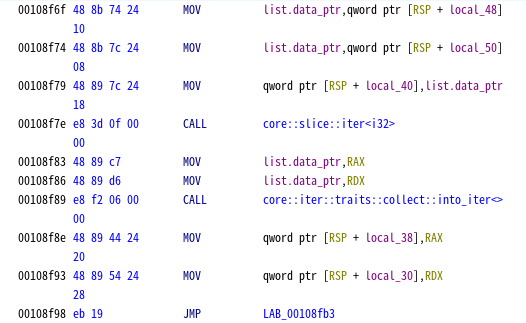 00108f6f 48 8b 74 24 MOV list.data_ptr,qword ptr [RSP + local_48]
10
00108f74 48 8b 7c 24 MOV list.data_ptr,qword ptr [RSP + local_50]
08
00108f79 48 89 7c 24 MOV qword ptr [RSP + local_40],list.data_ptr
18
00108f7e e8 3d 0f 00 CALL core::slice::iter<i32>
00
00108f83 48 89 c7 MOV list.data_ptr,RAX
00108f86 48 89 d6 MOV list.data_ptr,RDX
00108f89 e8 f2 06 00 CALL core::iter::traits::collect::into_iter<>
00
00108f8e 48 89 44 24 MOV qword ptr [RSP + local_38],RAX
20
00108f93 48 89 54 24 MOV qword ptr [RSP + local_30],RDX
28
00108f98 eb 19 JMP LAB_00108fb3